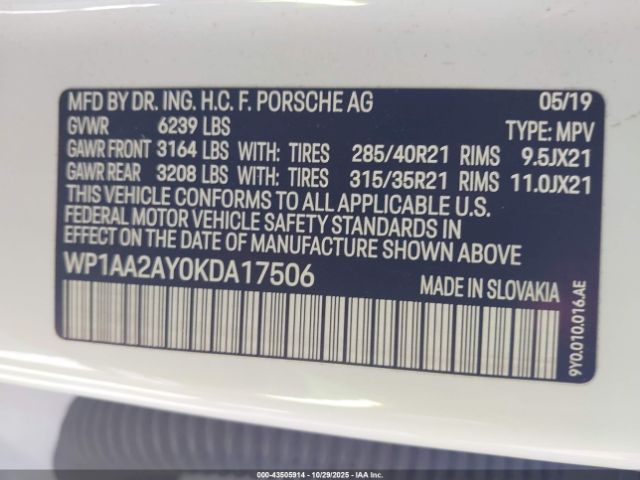 MFD BY DR. ING. H.C. F. PORSCHE AG 05/19
GVWR 6239 LBS TYPE: MPV
GAWR FRONT 3164 LBS WITH: TIRES 285/40R21 RIMS 9.5JX21
GAWR REAR 3208 LBS WITH: TIRES 315/35R21 RIMS 11.0JX21
THIS VEHICLE CONFORMS TO ALL APPLICABLE U.S.
FEDERAL MOTOR VEHICLE SAFETY STANDARDS IN
EFFECT ON THE DATE OF MANUFACTURE SHOWN ABOVE.
WP1AA2AY0KDA17506 MADE IN SLOVAKIA
9Y0.010.016.AE
000-43505914 | 10/29/2025 | IAA Inc.